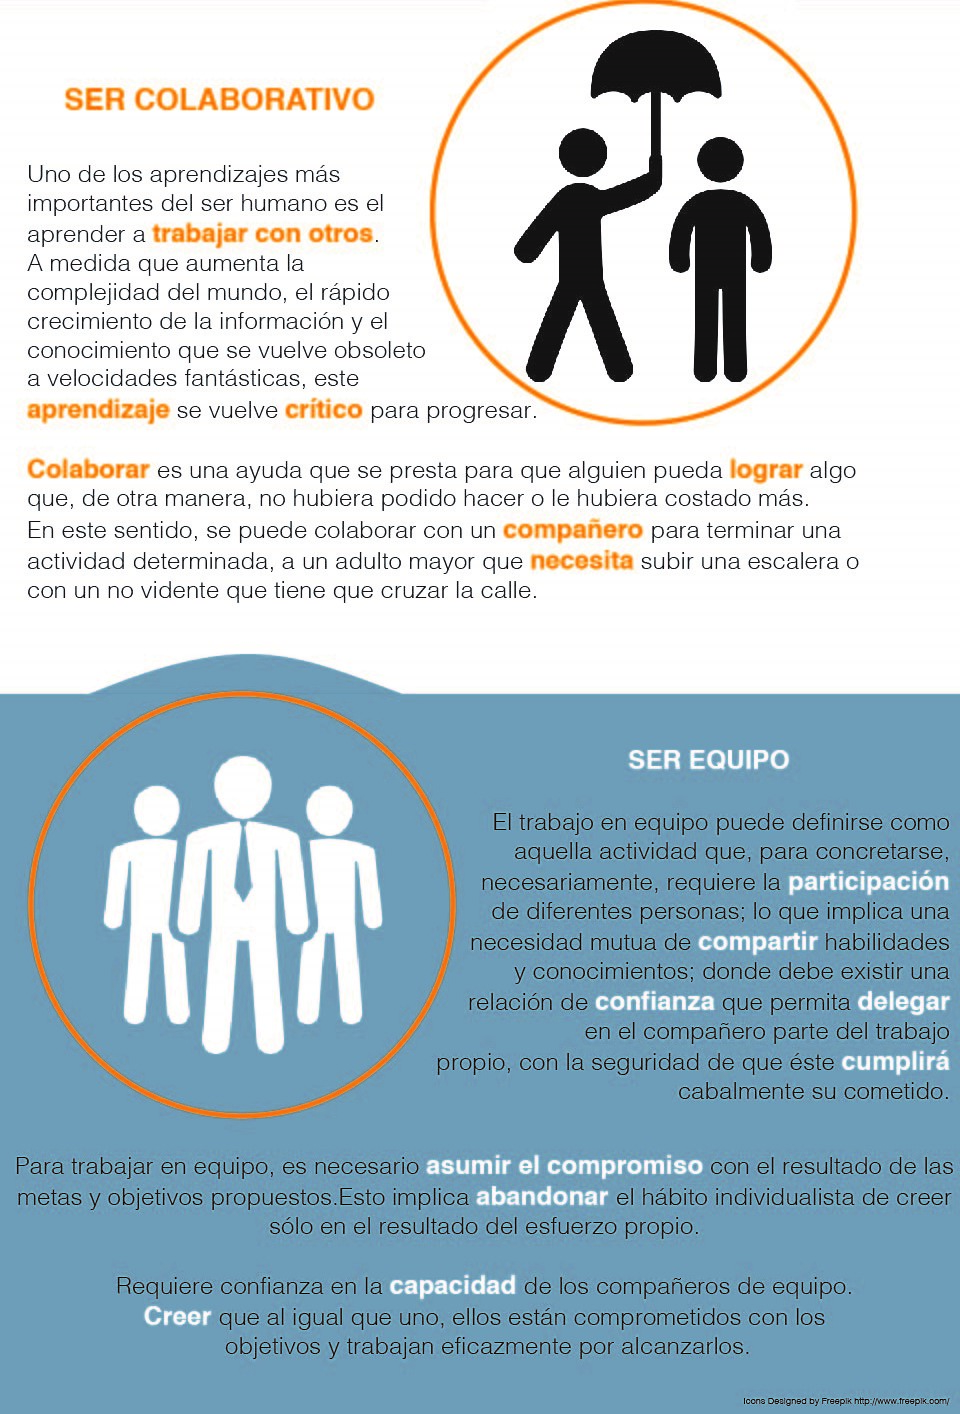 SER COLABORATIVO
Uno de los aprendizajes más
importantes del ser humano es el
aprender a trabajar con otros.
A medida que aumenta la
complejidad del mundo, el rápido
crecimiento de la información y el
conocimiento que se vuelve obsoleto
a velocidades fantásticas, este
aprendizaje se vuelve crítico para progresar.
Colaborar es una ayuda que se presta para que alguien pueda lograr algo
que, de otra manera, no hubiera podido hacer o le hubiera costado más.
En este sentido, se puede colaborar con un compañero para terminar una
actividad determinada, a un adulto mayor que necesita subir una escalera o
con un no vidente que tiene que cruzar la calle.
SER EQUIPO
El trabajo en equipo puede definirse como
aquella actividad que, para concretarse,
necesariamente, requiere la participación
de diferentes personas; lo que implica una
necesidad mutua de compartir habilidades
y conocimientos; donde debe existir una
relación de confianza que permita delegar
en el compañero parte del trabajo
propio, con la seguridad de que éste cumplirá
cabalmente su cometido.
Para trabajar en equipo, es necesario asumir el compromiso con el resultado de las
metas y objetivos propuestos.Esto implica abandonar el hábito individualista de creer
sólo en el resultado del esfuerzo propio.
Requiere confianza en la capacidad de los compañeros de equipo.
Creer que al igual que uno, ellos están comprometidos con los
objetivos y trabajan eficazmente por alcanzarlos.
Icons Designed by Freepik http://www.freepik.com/